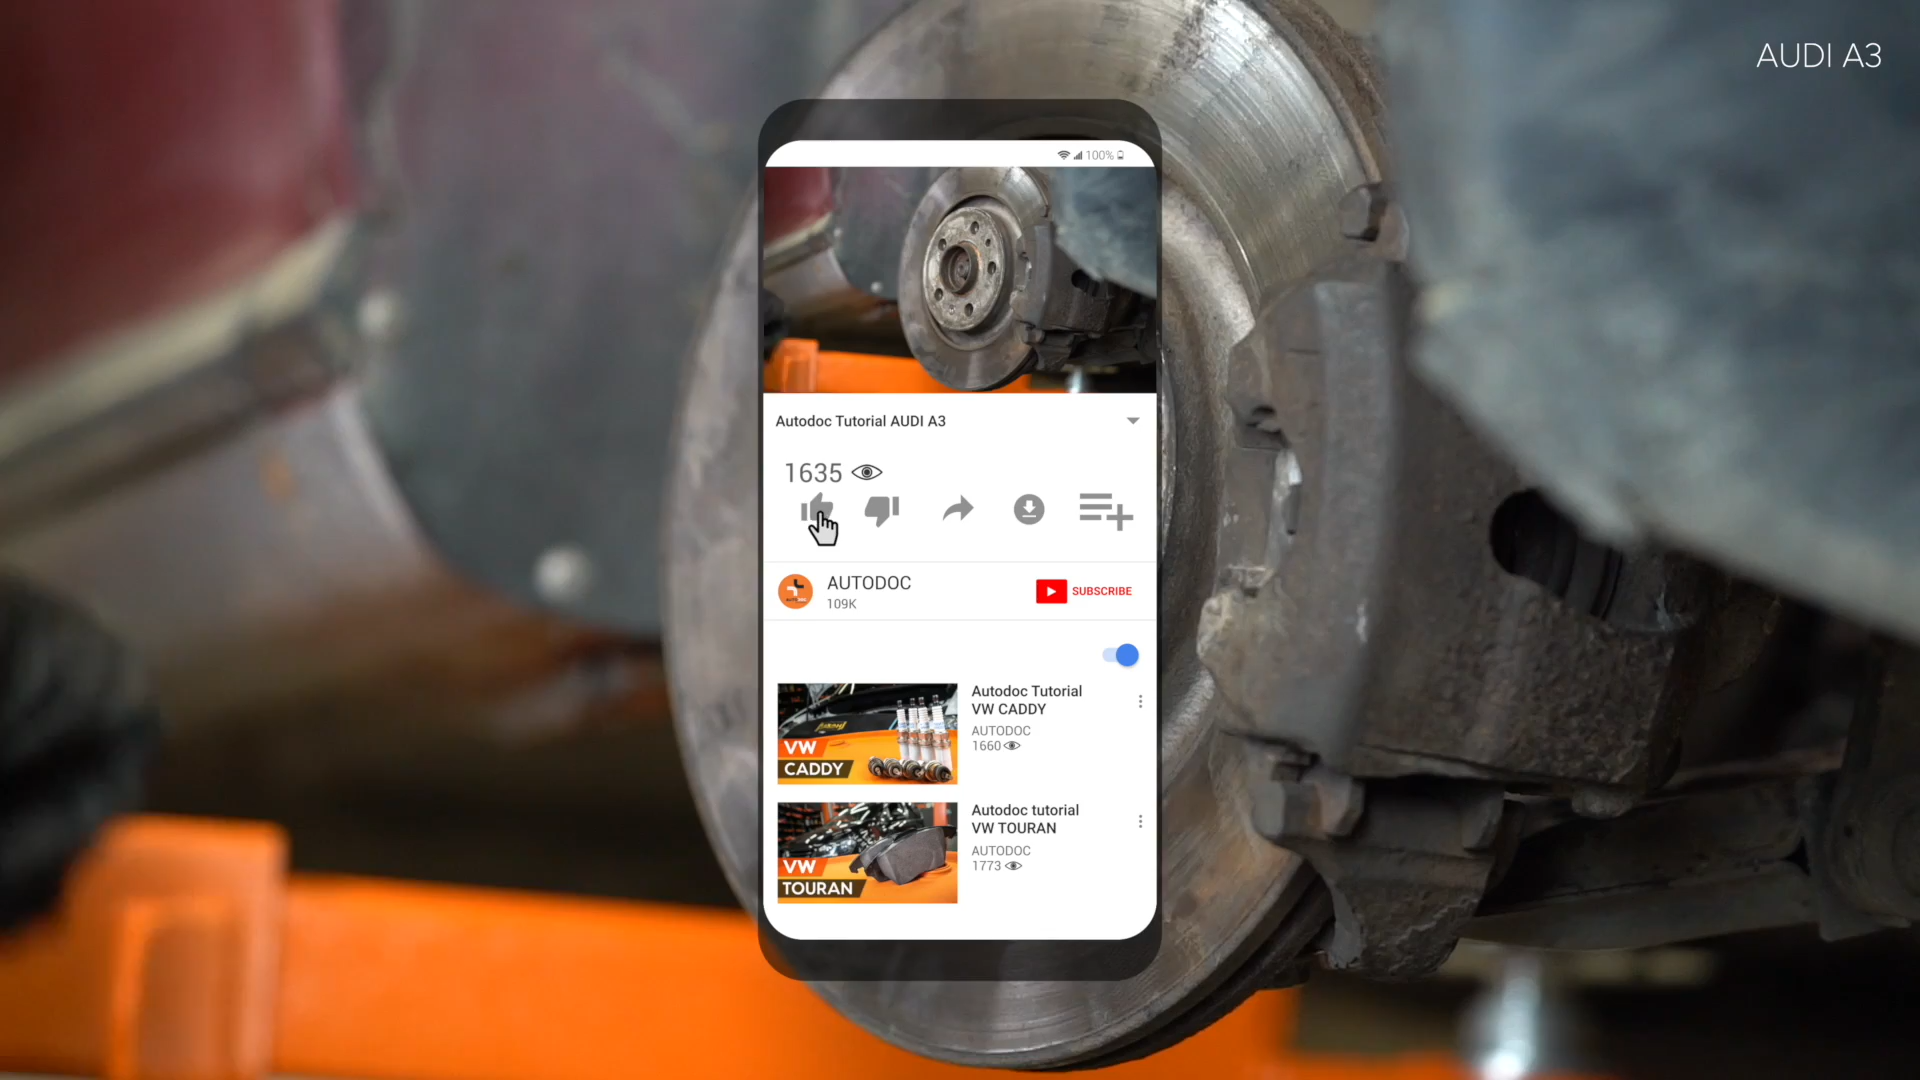 AUDI A3
100%
Autodoc Tutorial AUDI A3
1635
AUTODOC
109K
SUBSCRIBE
VW
CADDY
Autodoc Tutorial
VW CADDY
AUTODOC
1660
VW
TOURAN
Autodoc tutorial
VW TOURAN
AUTODOC
1773